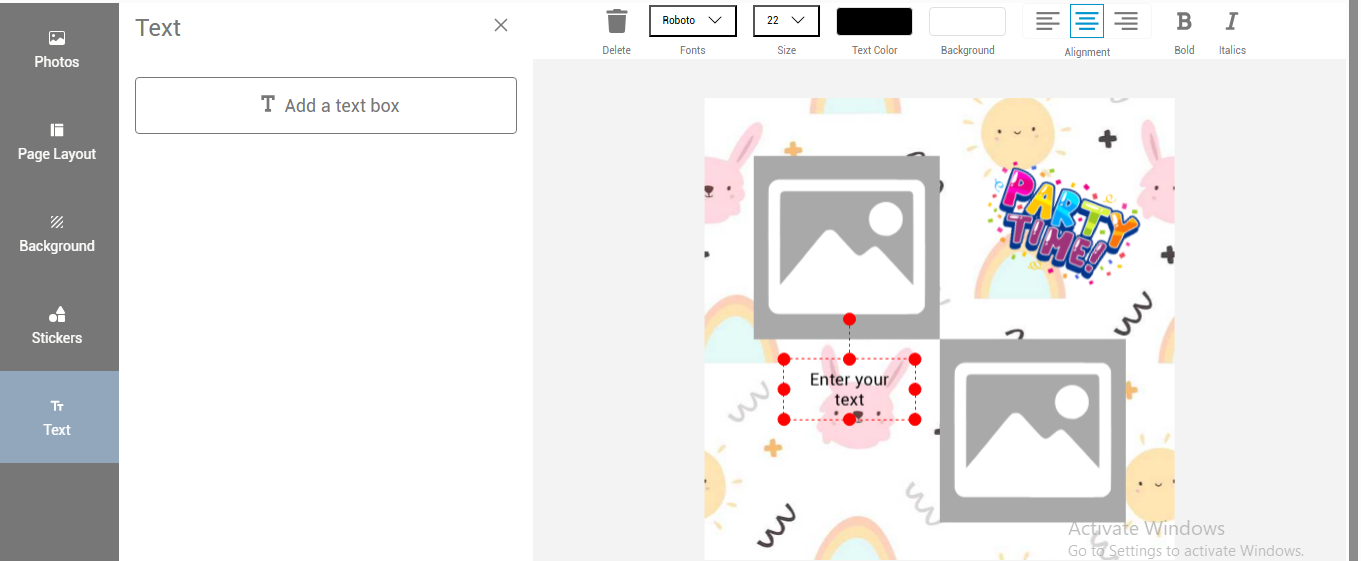 Photos
Page Layout
Background
Stickers
Text
Text
Add a text box
Roboto
22
Delete
Fonts
Size
Text Color
Background
Alignment
Bold
Italics
PARTY
TIME!
Enter your
text
Activate Windows
Go to Settings to activate Windows.